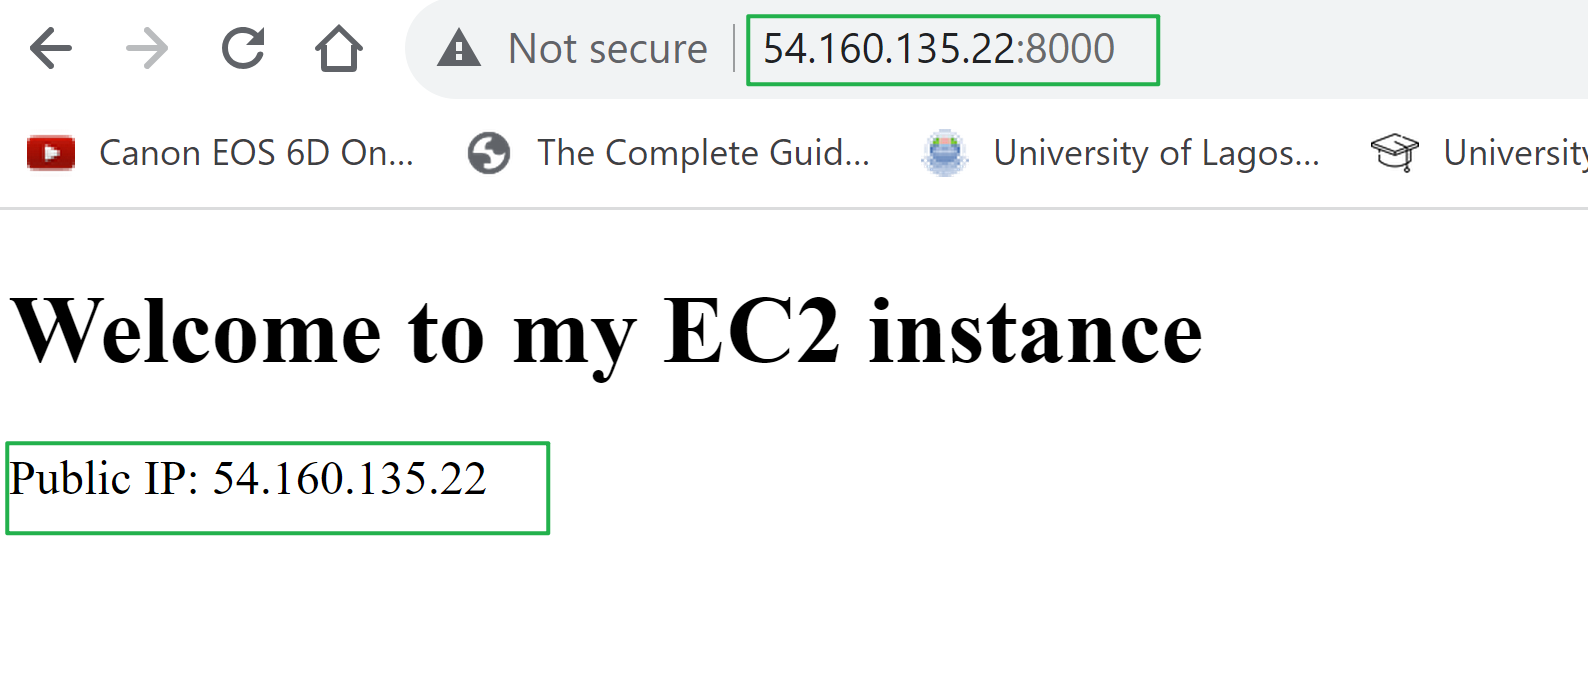 Not secure 54.160.135.22:8000
Canon EOS 6D On... The Complete Guid... University of Lagos... University
Welcome to my EC2 instance
Public IP: 54.160.135.22